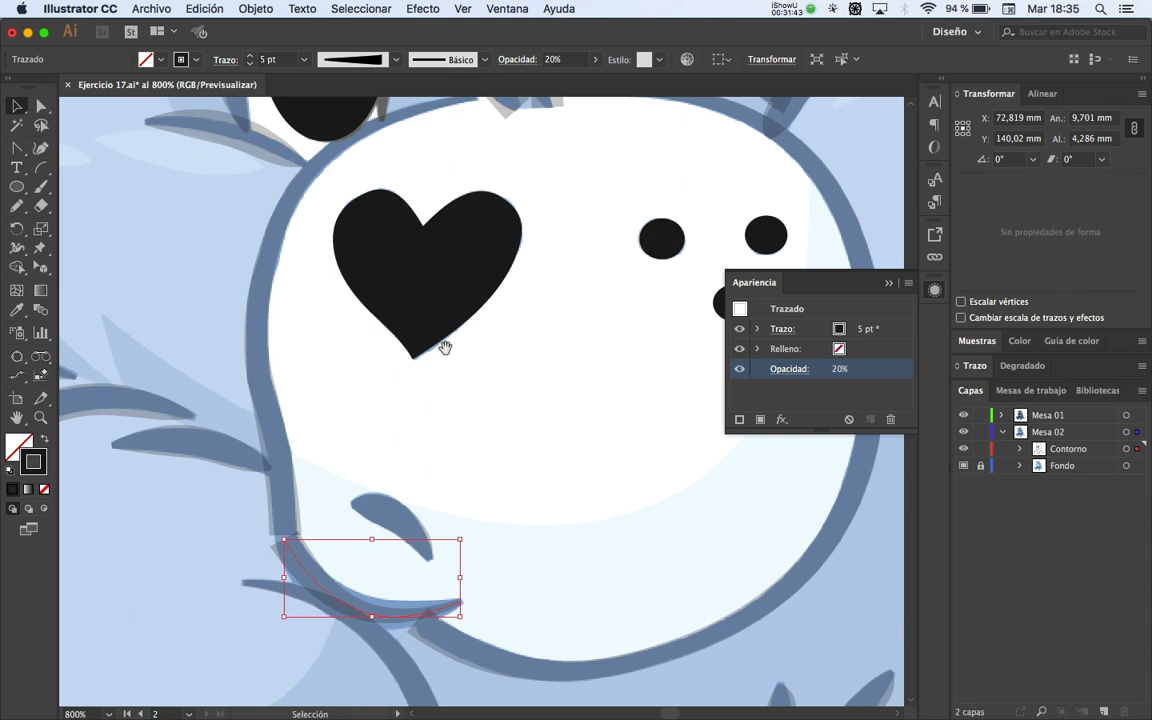 Illustrator CC Archivo Edición Objeto Texto Seleccionar Efecto Ver Ventana Ayuda iShowU 00:31:43 94 % Mar 18:35
Ai Br St Diseño Buscar en Adobe Stock
Trazado Trazo: 5 pt Básico Opacidad: 20% Estilo: Transformar
× Ejercicio 17.ai* al 800% (RGB/Previsualizar)
Transformar Alinear
X: 72,819 mm An.: 9,701 mm
Y: 140,02 mm Al.: 4,286 mm
0° 0°
Sin propiedades de forma
Escalar vértices
Cambiar escala de trazos y efectos
Muestras Color Guía de color
Trazo Degradado
Capas Mesas de trabajo Bibliotecas
Mesa 01
Mesa 02
Contorno
Fondo
2 capas
Apariencia
Trazado
Trazo: 5 pt *
Relleno:
Opacidad: 20%
fx
800% 2 Selección